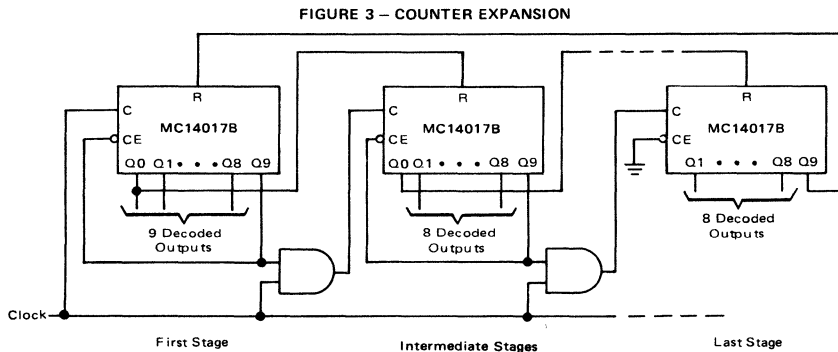 FIGURE 3 – COUNTER EXPANSION
R
C
MC14017B
CE
Q0 Q1 • • • Q8 Q9
9 Decoded
Outputs
R
C
MC14017B
CE
Q0 Q1 • • • Q8 Q9
8 Decoded
Outputs
R
C
MC14017B
CE
Q1 • • • Q8 Q9
8 Decoded
Outputs
Clock
First Stage
Intermediate Stages
Last Stage